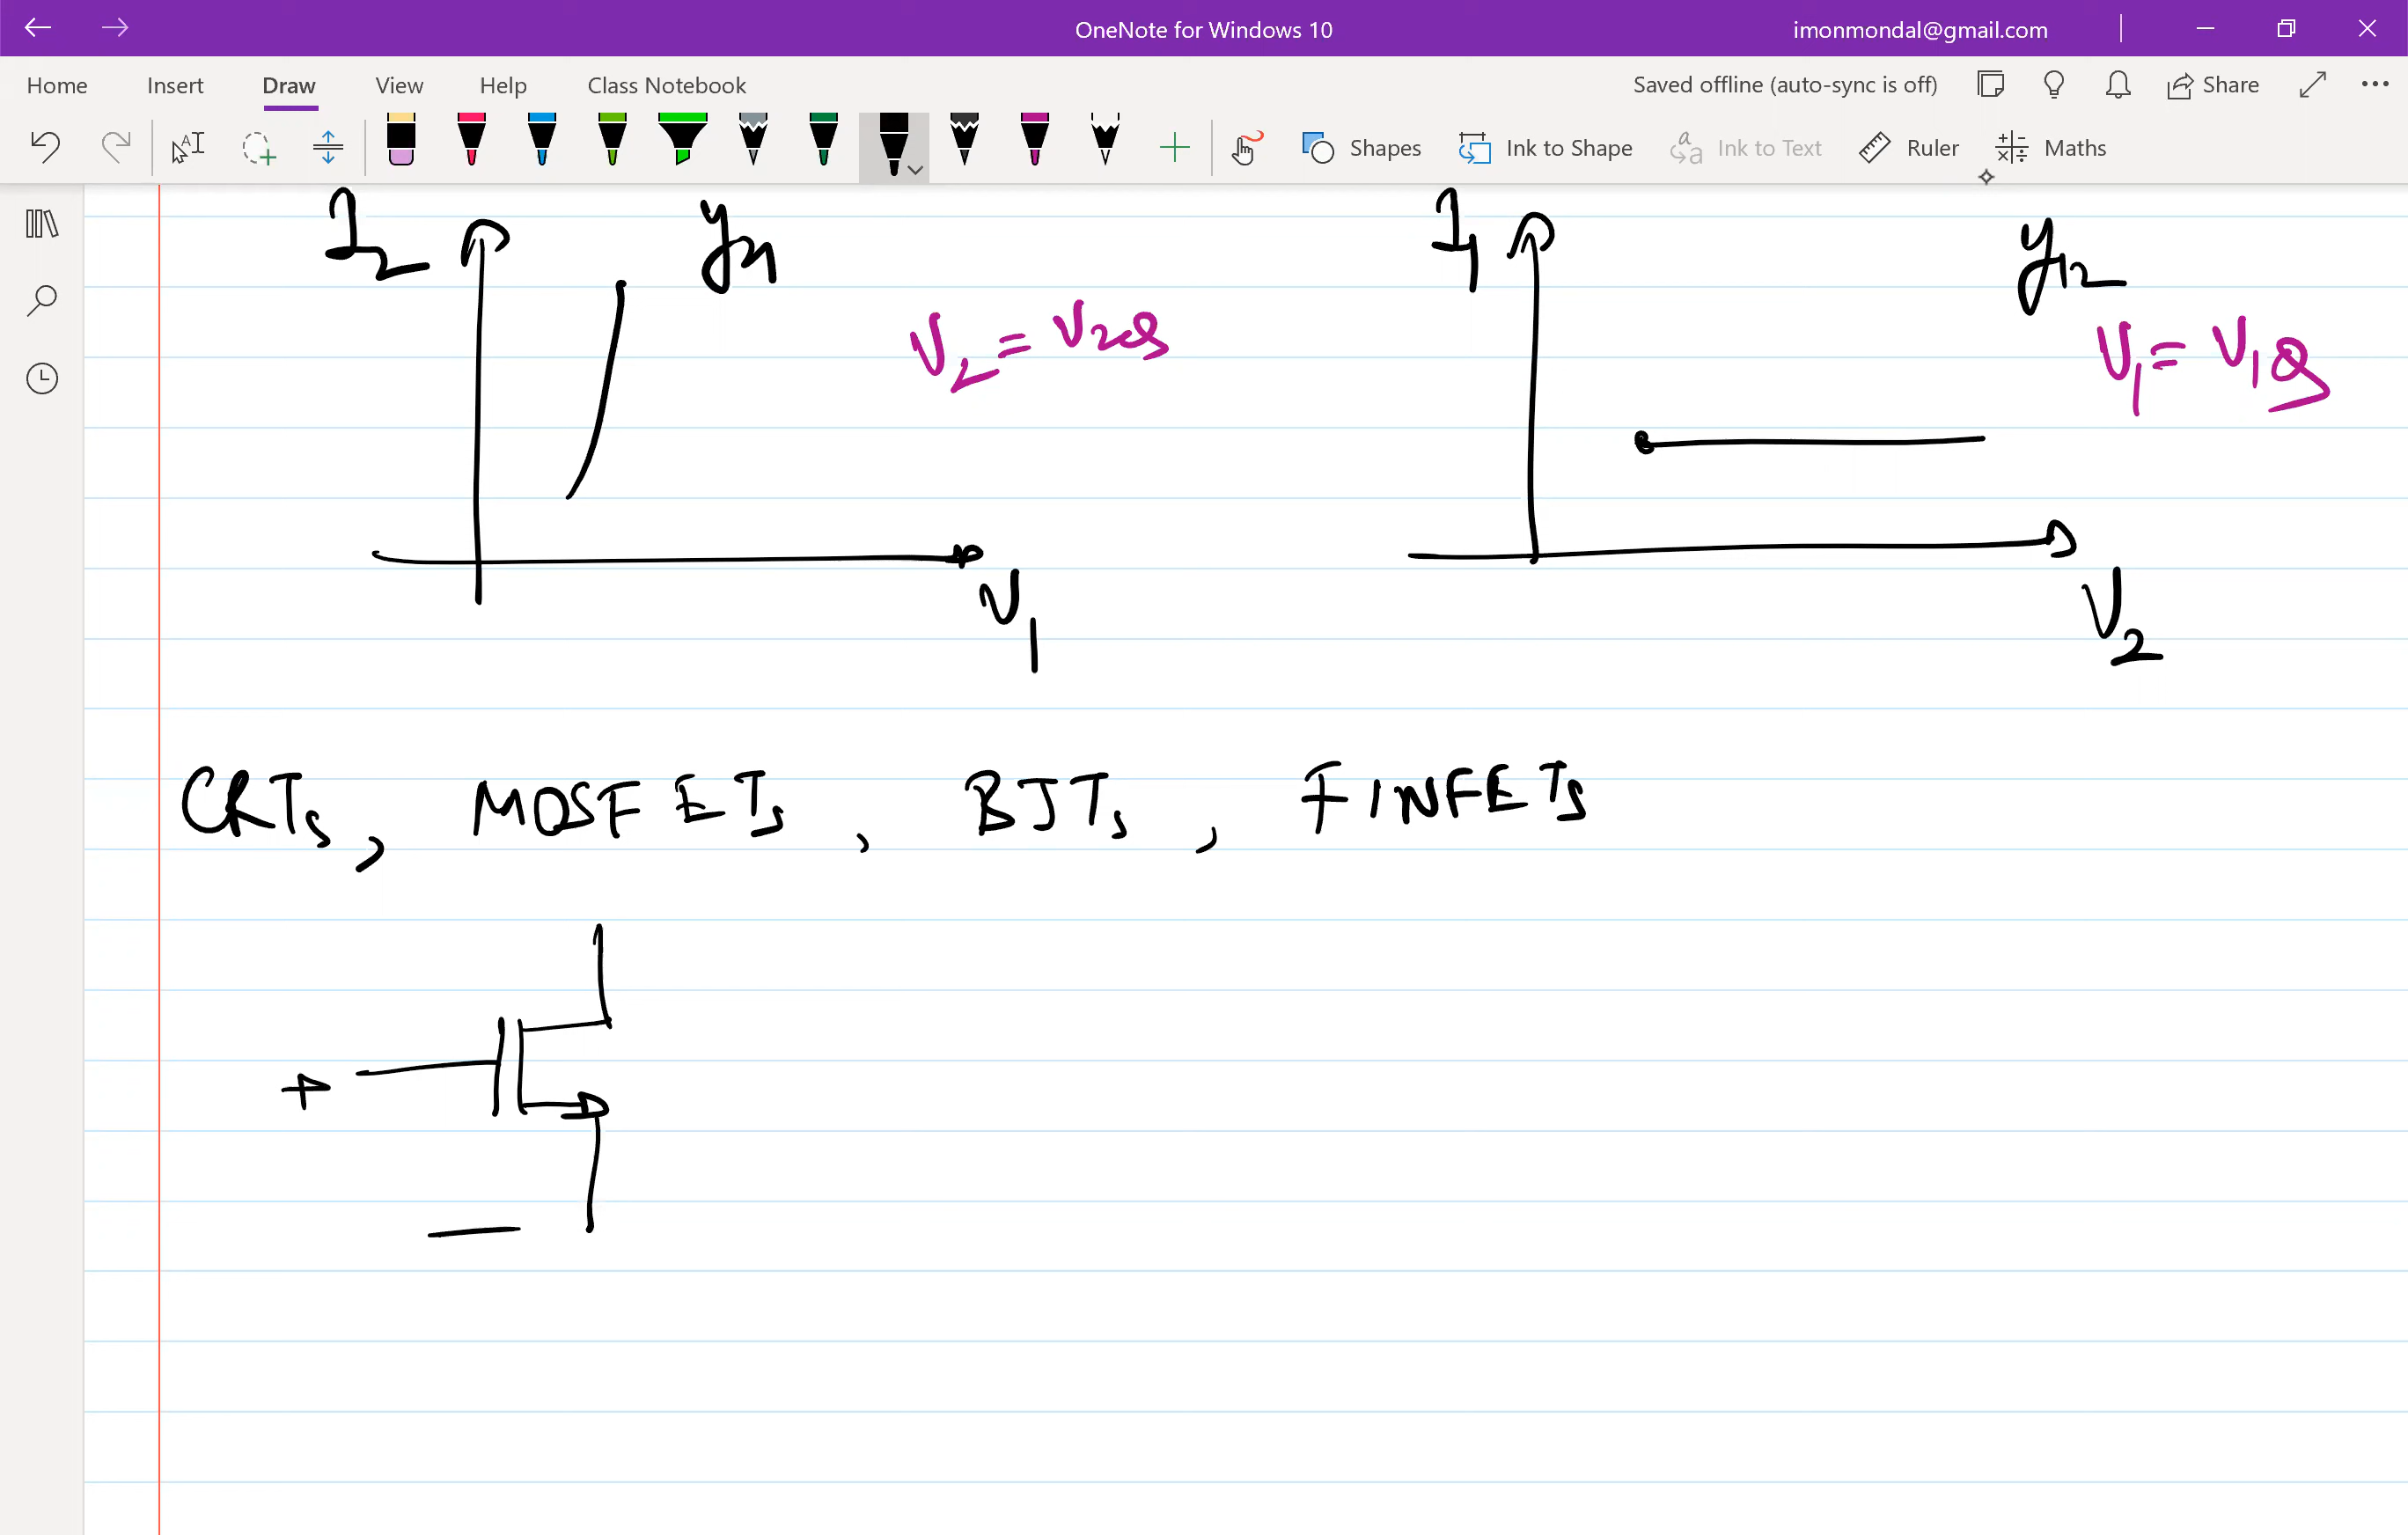 OneNote for Windows 10 imonmondal@gmail.com
Home Insert Draw View Help Class Notebook Saved offline (auto-sync is off) Share
Shapes Ink to Shape Ink to Text Ruler Maths
I2 y21 I1 y12
V2 = V2Q V1 = V1Q
V1 V2
CRTs, MOSFETs, BJTs, FINFETs
+
—